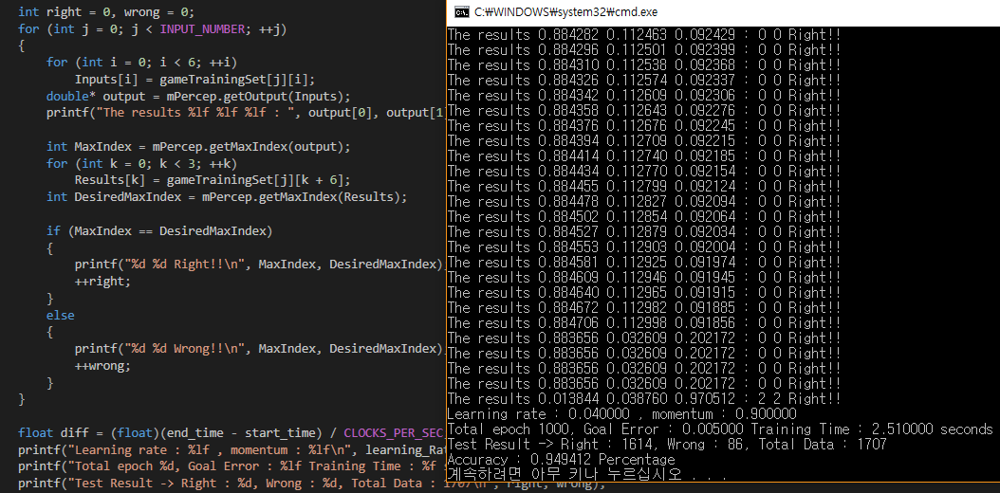 int right = 0, wrong = 0;
for (int j = 0; j < INPUT_NUMBER; ++j)
{
for (int i = 0; i < 6; ++i)
Inputs[i] = gameTrainingSet[j][i];
double* output = mPercep.getOutput(Inputs);
printf("The results %lf %lf %lf : ", output[0], output[1
int MaxIndex = mPercep.getMaxIndex(output);
for (int k = 0; k < 3; ++k)
Results[k] = gameTrainingSet[j][k + 6];
int DesiredMaxIndex = mPercep.getMaxIndex(Results);
if (MaxIndex == DesiredMaxIndex)
{
printf("%d %d Right!!\n", MaxIndex, DesiredMaxIndex)
++right;
}
else
{
printf("%d %d Wrong!!\n", MaxIndex, DesiredMaxIndex)
++wrong;
}
}
float diff = (float)(end_time - start_time) / CLOCKS_PER_SEC
printf("Learning rate : %lf , momentum : %lf\n", learning_Ra
printf("Total epoch %d, Goal Error : %lf Training Time : %f
printf("Test Result -> Right : %d, Wrong : %d, Total Data : 1707\n", right, wrong);
C:₩WINDOWS₩system32₩cmd.exe
The results 0.884282 0.112463 0.092429 : 0 0 Right!!
The results 0.884296 0.112501 0.092399 : 0 0 Right!!
The results 0.884310 0.112538 0.092368 : 0 0 Right!!
The results 0.884326 0.112574 0.092337 : 0 0 Right!!
The results 0.884342 0.112609 0.092306 : 0 0 Right!!
The results 0.884358 0.112643 0.092276 : 0 0 Right!!
The results 0.884376 0.112676 0.092245 : 0 0 Right!!
The results 0.884394 0.112709 0.092215 : 0 0 Right!!
The results 0.884414 0.112740 0.092185 : 0 0 Right!!
The results 0.884434 0.112770 0.092154 : 0 0 Right!!
The results 0.884455 0.112799 0.092124 : 0 0 Right!!
The results 0.884478 0.112827 0.092094 : 0 0 Right!!
The results 0.884502 0.112854 0.092064 : 0 0 Right!!
The results 0.884527 0.112879 0.092034 : 0 0 Right!!
The results 0.884553 0.112903 0.092004 : 0 0 Right!!
The results 0.884581 0.112925 0.091974 : 0 0 Right!!
The results 0.884609 0.112946 0.091945 : 0 0 Right!!
The results 0.884640 0.112965 0.091915 : 0 0 Right!!
The results 0.884672 0.112982 0.091885 : 0 0 Right!!
The results 0.884706 0.112998 0.091856 : 0 0 Right!!
The results 0.883656 0.032609 0.202172 : 0 0 Right!!
The results 0.883656 0.032609 0.202172 : 0 0 Right!!
The results 0.883656 0.032609 0.202172 : 0 0 Right!!
The results 0.883656 0.032609 0.202172 : 0 0 Right!!
The results 0.013844 0.038760 0.970512 : 2 2 Right!!
Learning rate : 0.040000 , momentum : 0.900000
Total epoch 1000, Goal Error : 0.005000 Training Time : 2.510000 seconds
Test Result -> Right : 1614, Wrong : 86, Total Data : 1707
Accuracy : 0.949412 Percentage
계속하려면 아무 키나 누르십시오 . . .